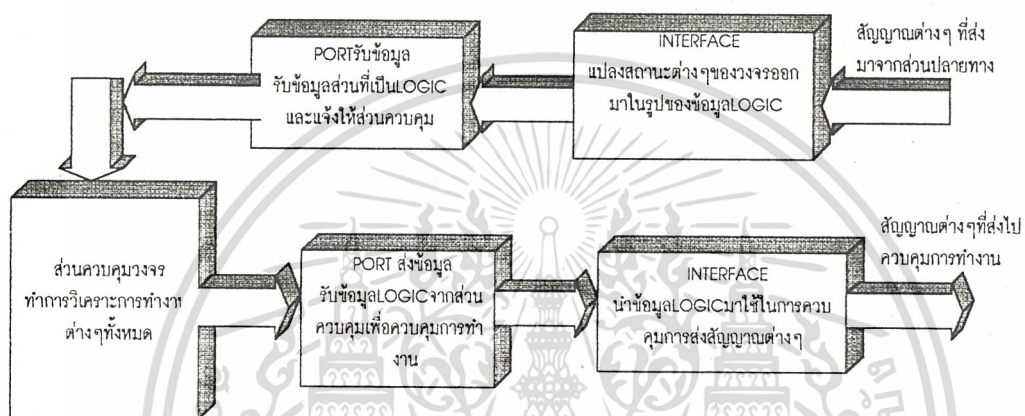 สัญญาณต่างๆ ที่ส่ง
มาจากส่วนปลายทาง
INTERFACE
แปลงสถานะต่างๆของวงจรออก
มาในรูปของข้อมูลLOGIC
PORTรับข้อมูล
รับข้อมูลส่วนที่เป็นLOGIC
และแจ้งให้ส่วนควบคุม
ส่วนควบคุมวงจร
ทำการวิเคราะการทำงาน
ต่างๆทั้งหมด
PORT ส่งข้อมูล
รับข้อมูลLOGICจากส่วน
ควบคุมเพื่อควบคุมการทำ
งาน
INTERFACE
นำข้อมูลLOGICมาใช้ในการควบ
คุมการส่งสัญญาณต่างๆ
สัญญาณต่างๆที่ส่งไป
ควบคุมการทำงาน